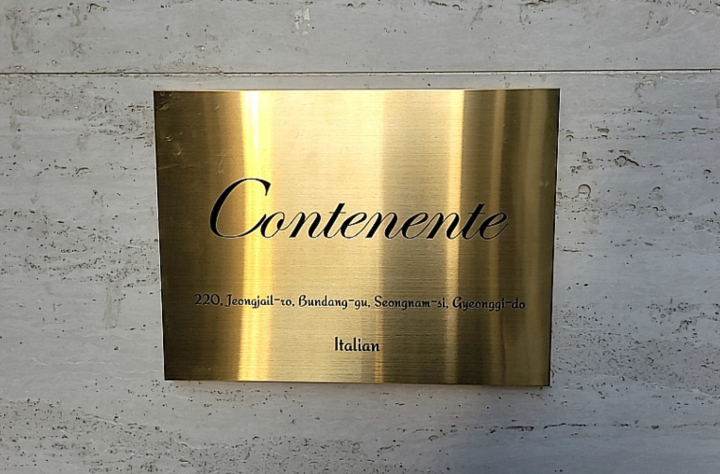 Contenente
220, Jeongjail-ro, Bundang-gu, Seongnam-si, Gyeonggi-do
Italian